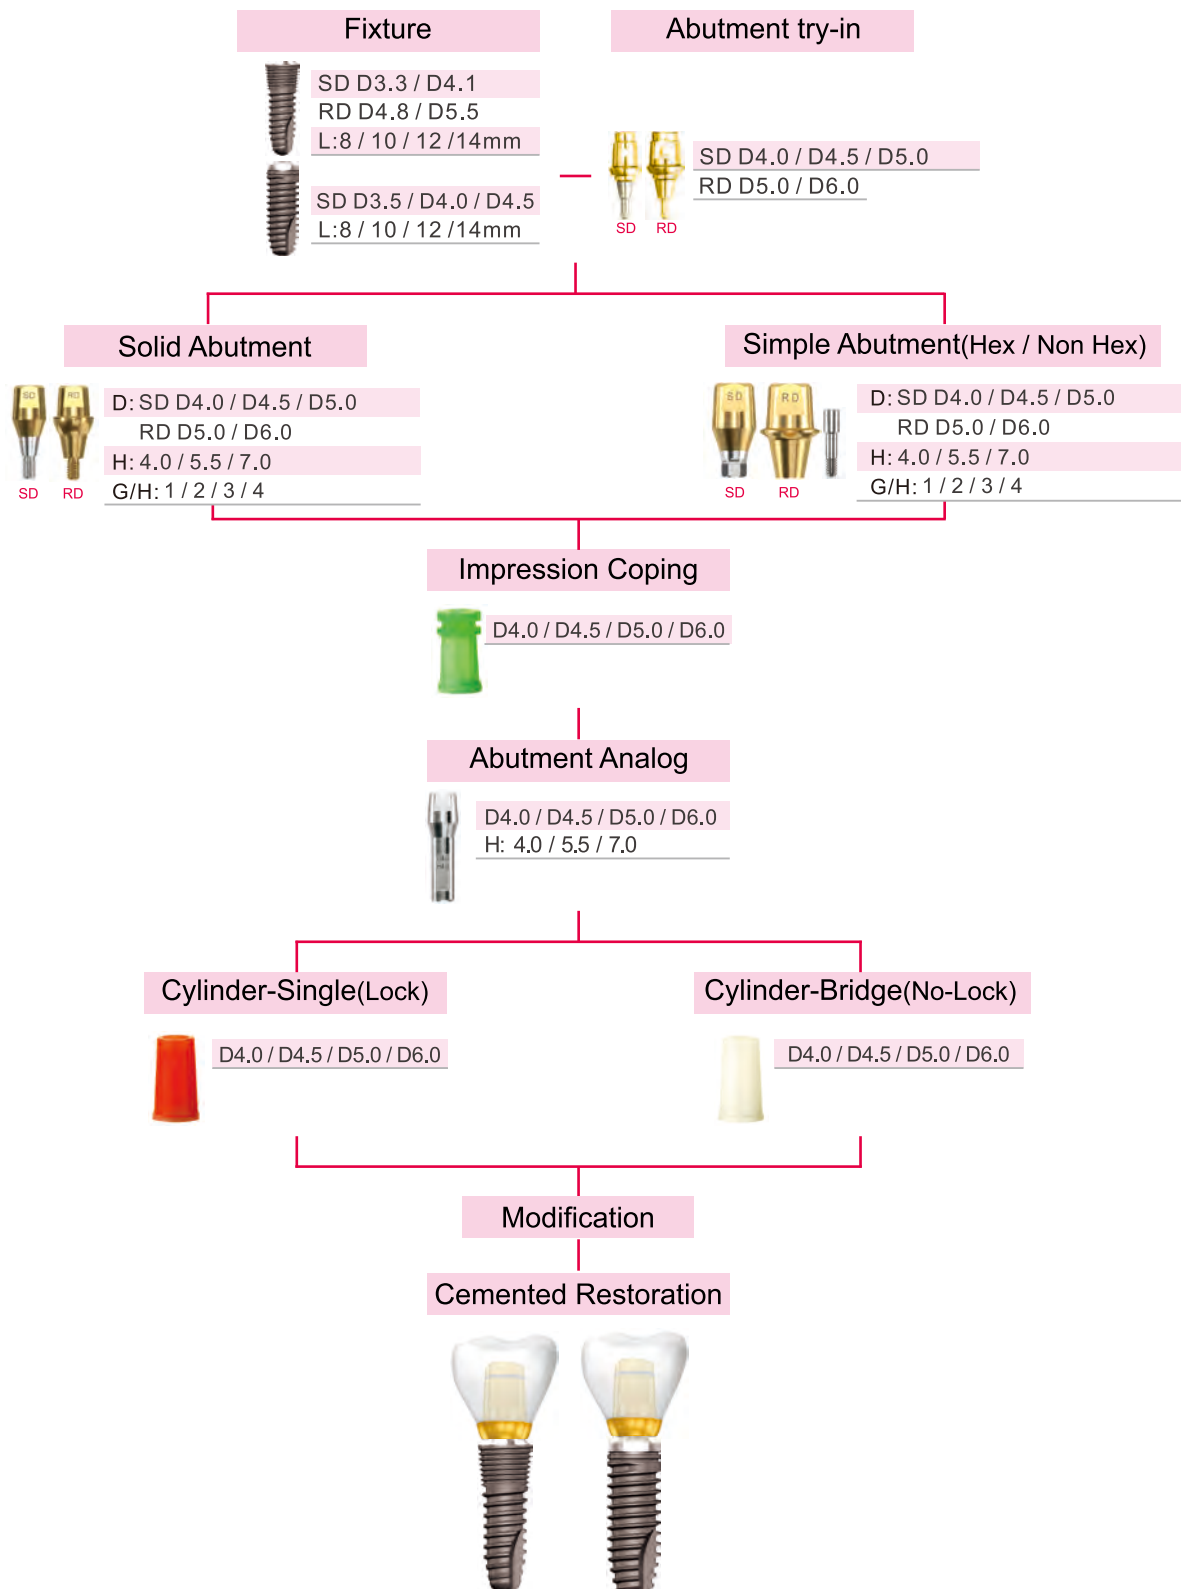 Fixture
Abutment try-in
SD D3.3 / D4.1
RD D4.8 / D5.5
L:8 / 10 / 12 /14mm
SD D3.5 / D4.0 / D4.5
L:8 / 10 / 12 /14mm
SD D4.0 / D4.5 / D5.0
RD D5.0 / D6.0
SD RD
Solid Abutment
SD RD
D: SD D4.0 / D4.5 / D5.0
RD D5.0 / D6.0
H: 4.0 / 5.5 / 7.0
G/H: 1 / 2 / 3 / 4
SD RD
Simple Abutment(Hex / Non Hex)
SD RD
D: SD D4.0 / D4.5 / D5.0
RD D5.0 / D6.0
H: 4.0 / 5.5 / 7.0
G/H: 1 / 2 / 3 / 4
SD RD
Impression Coping
D4.0 / D4.5 / D5.0 / D6.0
Abutment Analog
D4.0 / D4.5 / D5.0 / D6.0
H: 4.0 / 5.5 / 7.0
Cylinder-Single(Lock)
D4.0 / D4.5 / D5.0 / D6.0
Cylinder-Bridge(No-Lock)
D4.0 / D4.5 / D5.0 / D6.0
Modification
Cemented Restoration